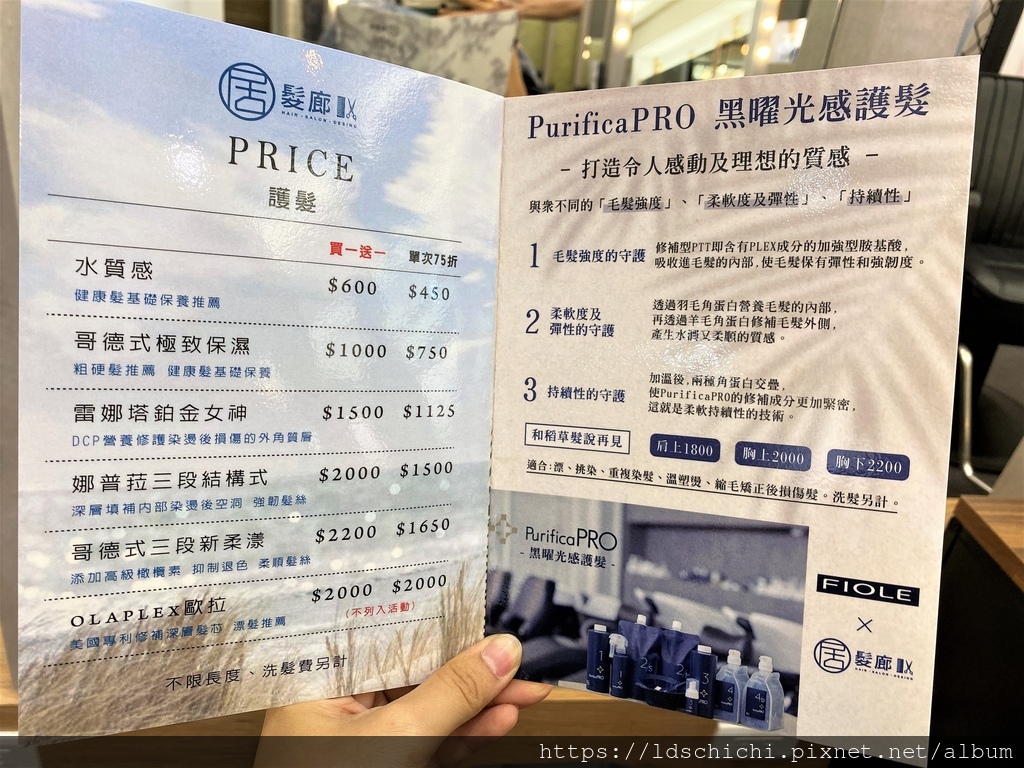 居 髮廊
HAIR·SALON·DESING
PRICE
護髮
買一送一 單次75折
水質感 $600 $450
健康髮基礎保養推薦
哥德式極致保濕 $1000 $750
粗硬髮推薦 健康髮基礎保養
雷娜塔鉑金女神 $1500 $1125
DCP營養修護染燙後損傷的外角質層
娜普菈三段結構式 $2000 $1500
深層填補內部染燙後空洞 強韌髮絲
哥德式三段新柔漾 $2200 $1650
添加高級橄欖素 抑制退色 柔順髮絲
OLAPLEX歐拉 $2000 $2000
美國專利修補深層髮芯 漂髮推薦 (不列入活動)
不限長度、洗髮費另計
PurificaPRO 黑曜光感護髮
- 打造令人感動及理想的質感 -
與衆不同的「毛髮強度」、「柔軟度及彈性」、「持續性」
1 毛髮強度的守護
修補型PTT即含有PLEX成分的加強型胺基酸,
吸收進毛髮的內部,使毛髮保有彈性和強韌度。
2 柔軟度及
彈性的守護
透過羽毛角蛋白營養毛髮的內部,
再透過羊毛角蛋白修補毛髮外側,
產生水潤又柔順的質感。
3 持續性的守護
加溫後,兩種角蛋白交疊,
使PurificaPRO的修補成分更加緊密,
這就是柔軟持續性的技術。
和稻草髮說再見 肩上1800 胸上2000 胸下2200
適合:漂、挑染、重複染髮、溫塑燙、縮毛矯正後損傷髮。洗髮另計。
PurificaPRO
- 黑曜光感護髮 -
FIOLE
×
居 髮廊
HAIR·SALON·DESING
https://ldschichi.pixnet.net/album